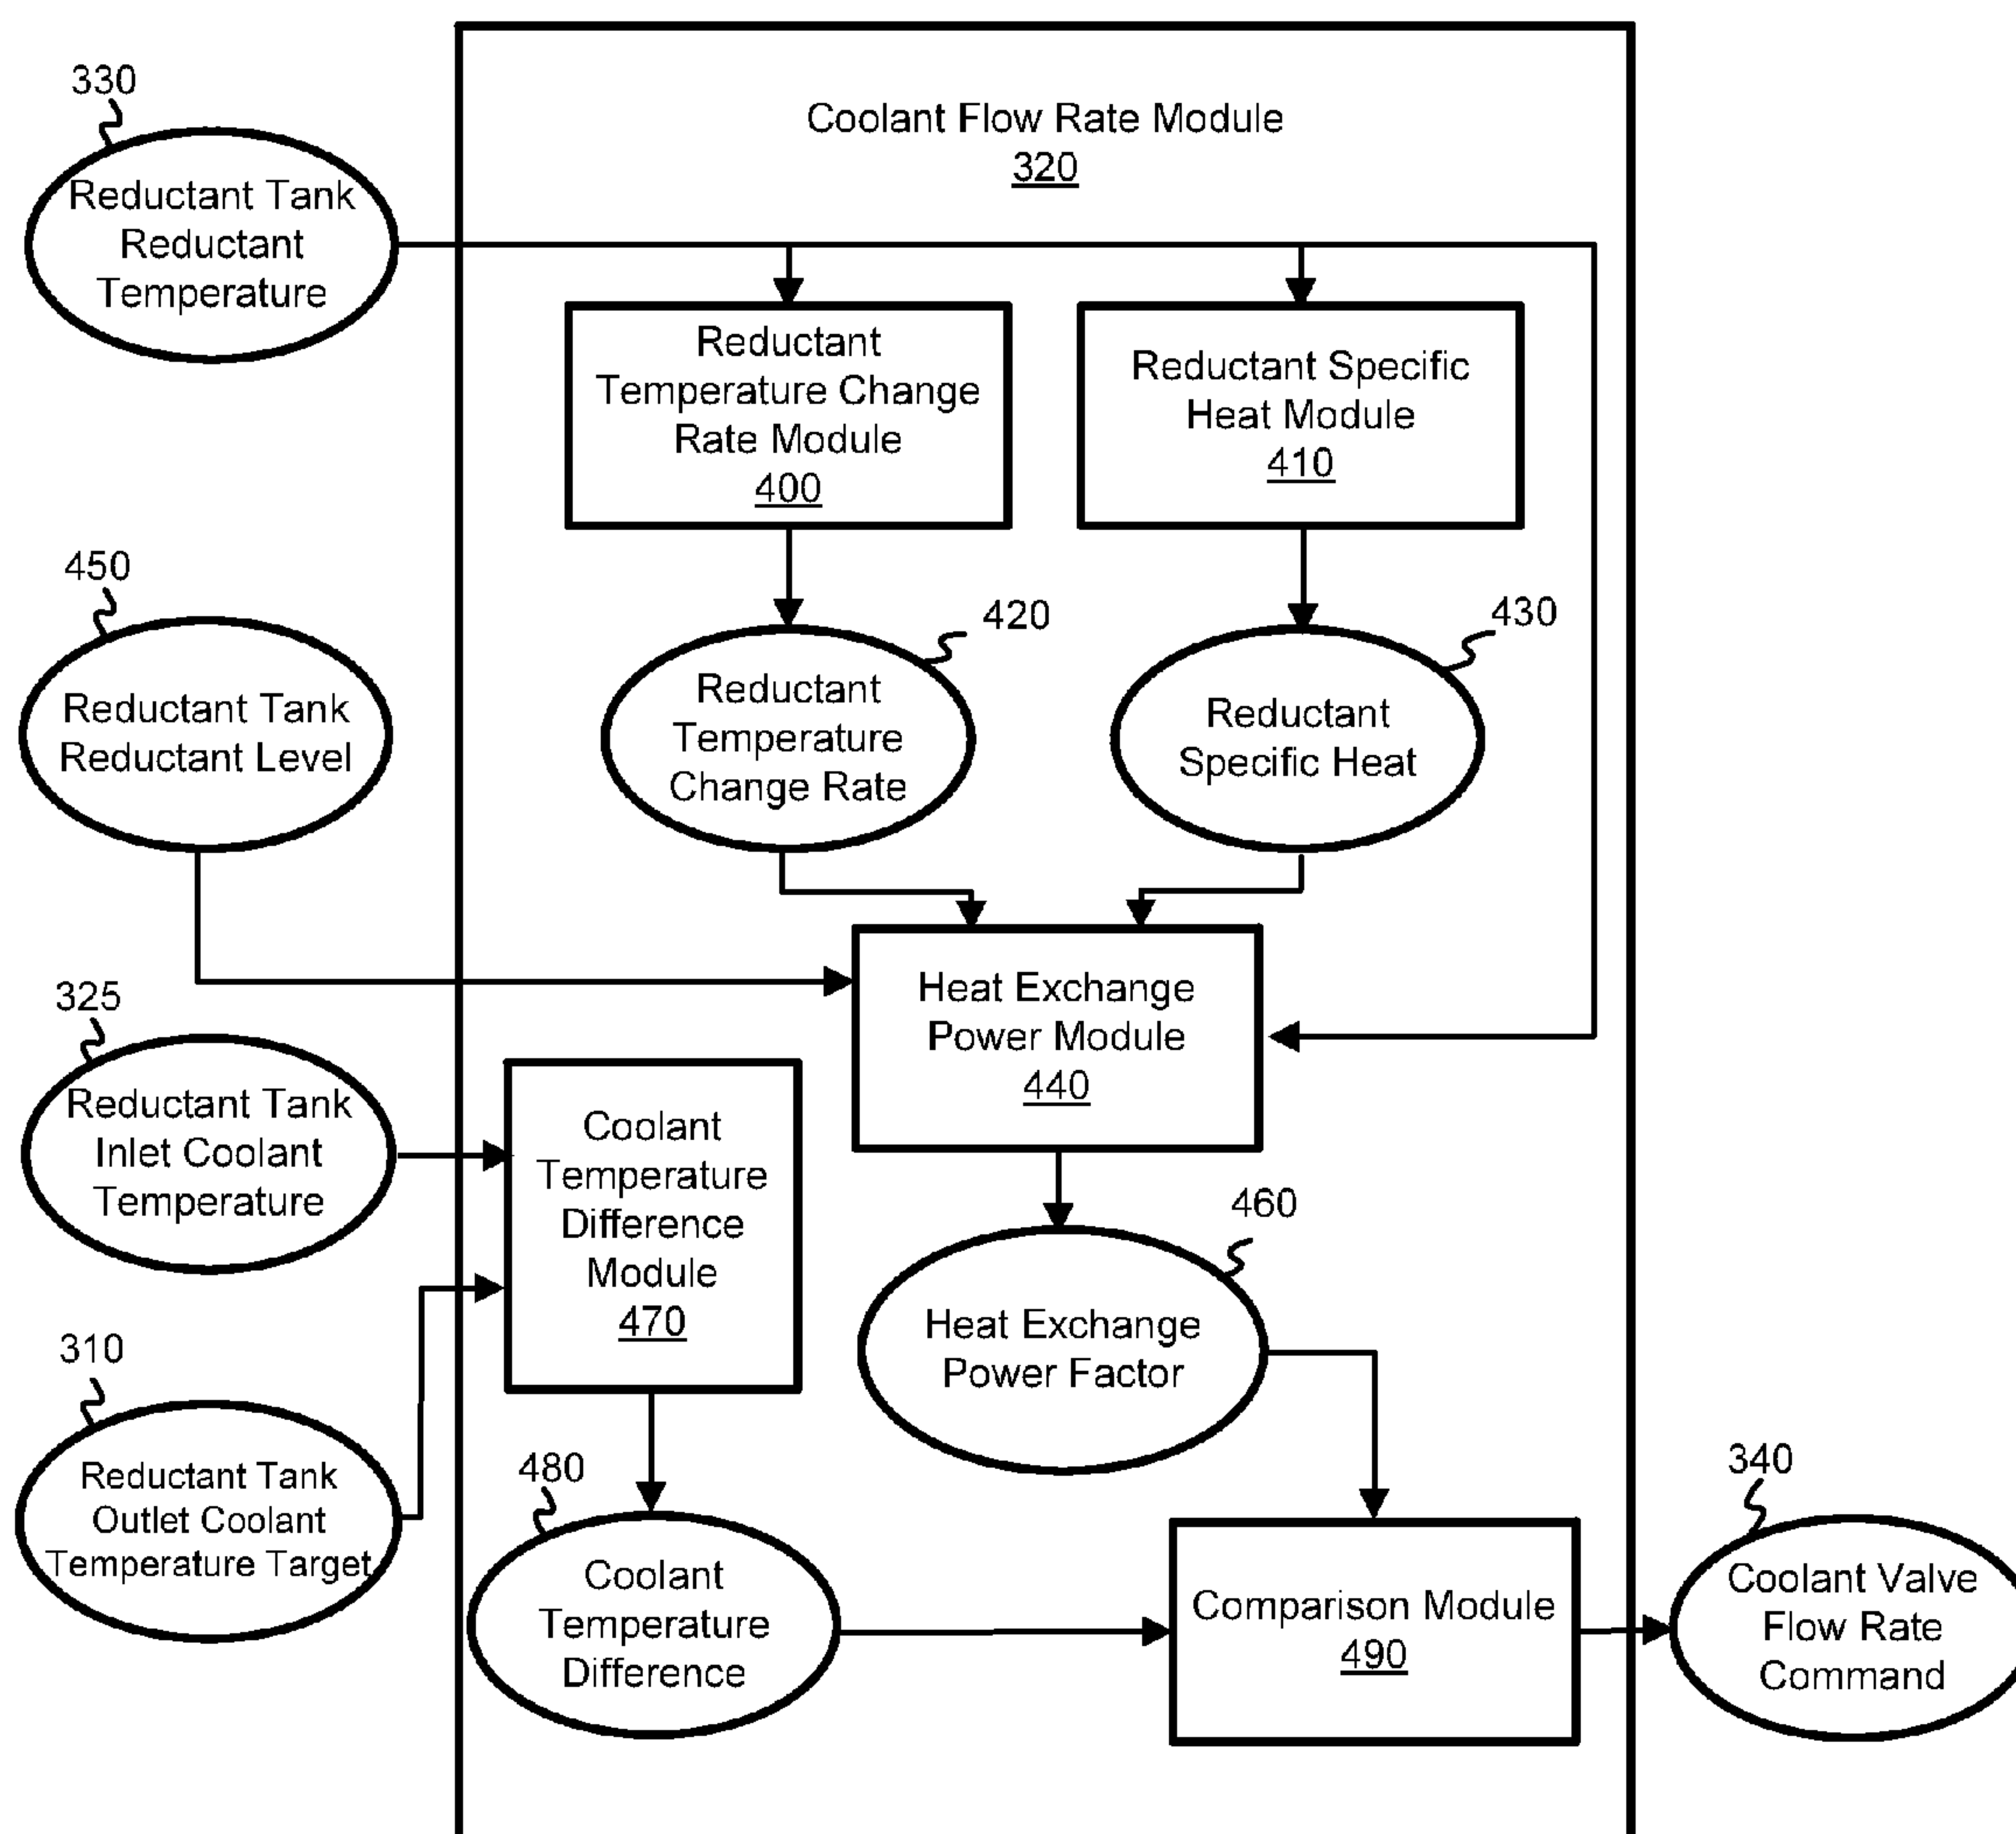 330
Reductant Tank
Reductant
Temperature
Coolant Flow Rate Module
320
Reductant
Temperature Change
Rate Module
400
Reductant Specific
Heat Module
410
450
Reductant Tank
Reductant Level
420
Reductant
Temperature
Change Rate
430
Reductant
Specific Heat
325
Reductant Tank
Inlet Coolant
Temperature
Heat Exchange
Power Module
440
Coolant
Temperature
Difference
Module
470
460
Heat Exchange
Power Factor
310
Reductant Tank
Outlet Coolant
Temperature Target
480
Coolant
Temperature
Difference
Comparison Module
490
340
Coolant Valve
Flow Rate
Command